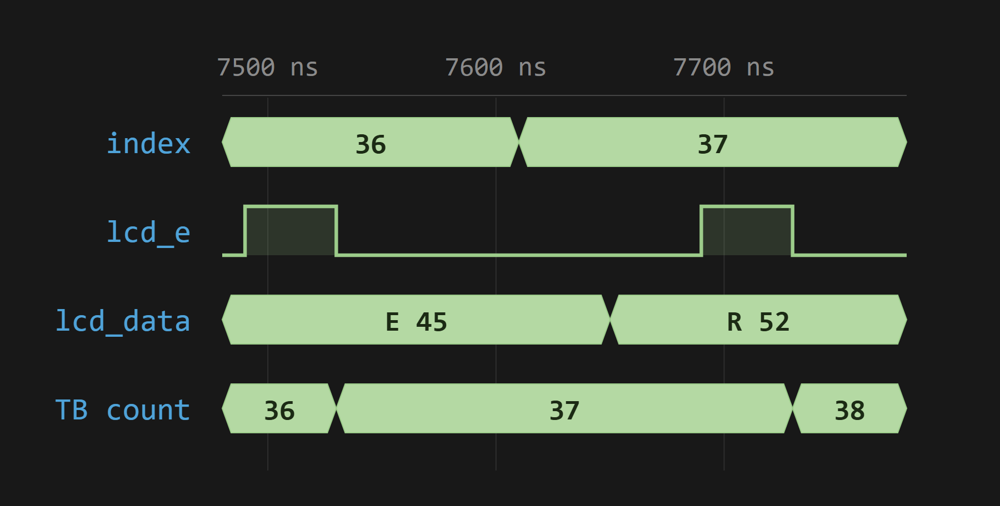 7500 ns 7600 ns 7700 ns
index 36 37
lcd_e
lcd_data E 45 R 52
TB count 36 37 38